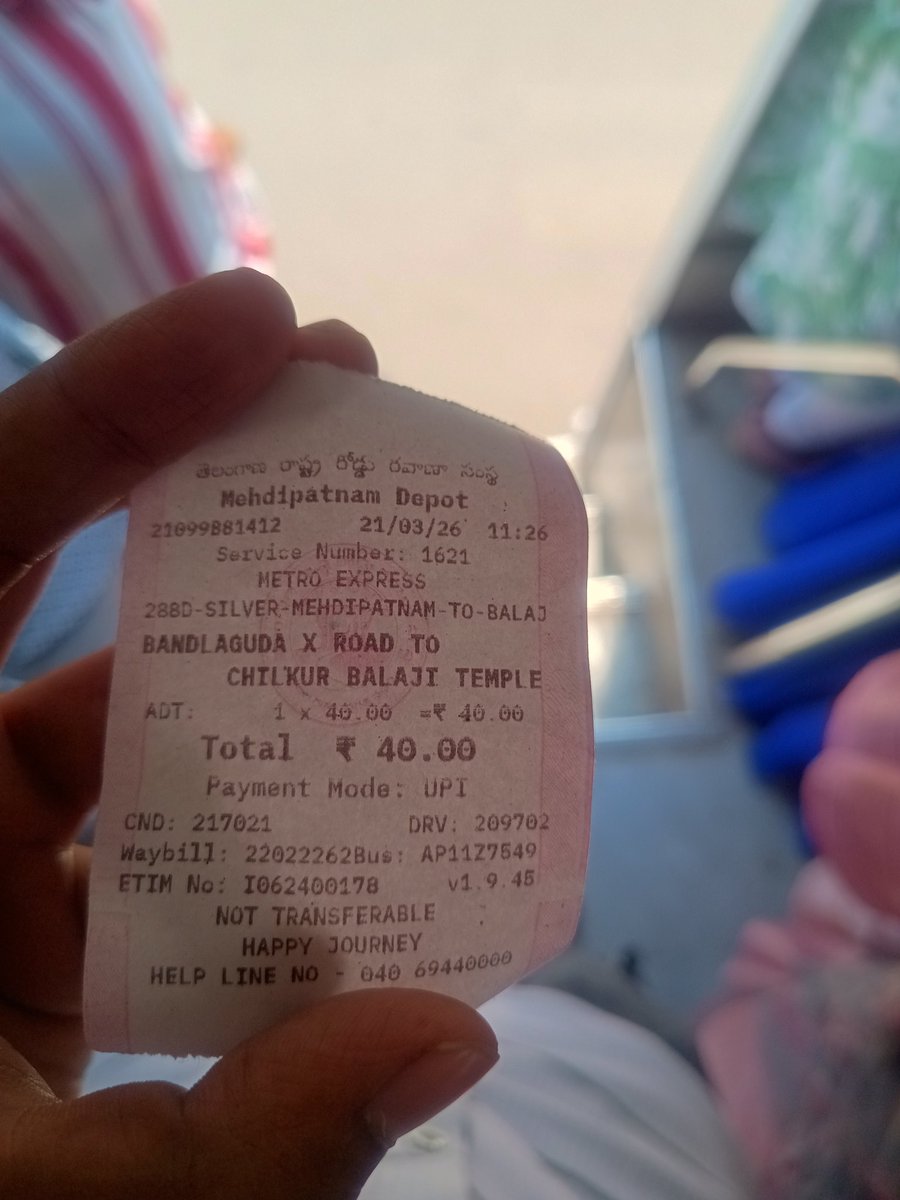 తెలంగాణ రాష్ట్ర రోడ్డు రవాణా సంస్థ
Mehdipatnam Depot
21099881412 21/03/26 11:26
Service Number: 1621
METRO EXPRESS
288D-SILVER-MEHDIPATNAM-TO-BALAJ
BANDLAGUDA X ROAD TO
CHILKUR BALAJI TEMPLE
ADT: 1 x 40.00 =₹ 40.00
Total ₹ 40.00
Payment Mode: UPI
CND: 217021 DRV: 209702
Waybill: 22022262Bus: AP11Z7549
ETIM No: I062400178 v1.9.45
NOT TRANSFERABLE
HAPPY JOURNEY
HELP LINE NO - 040 69440000